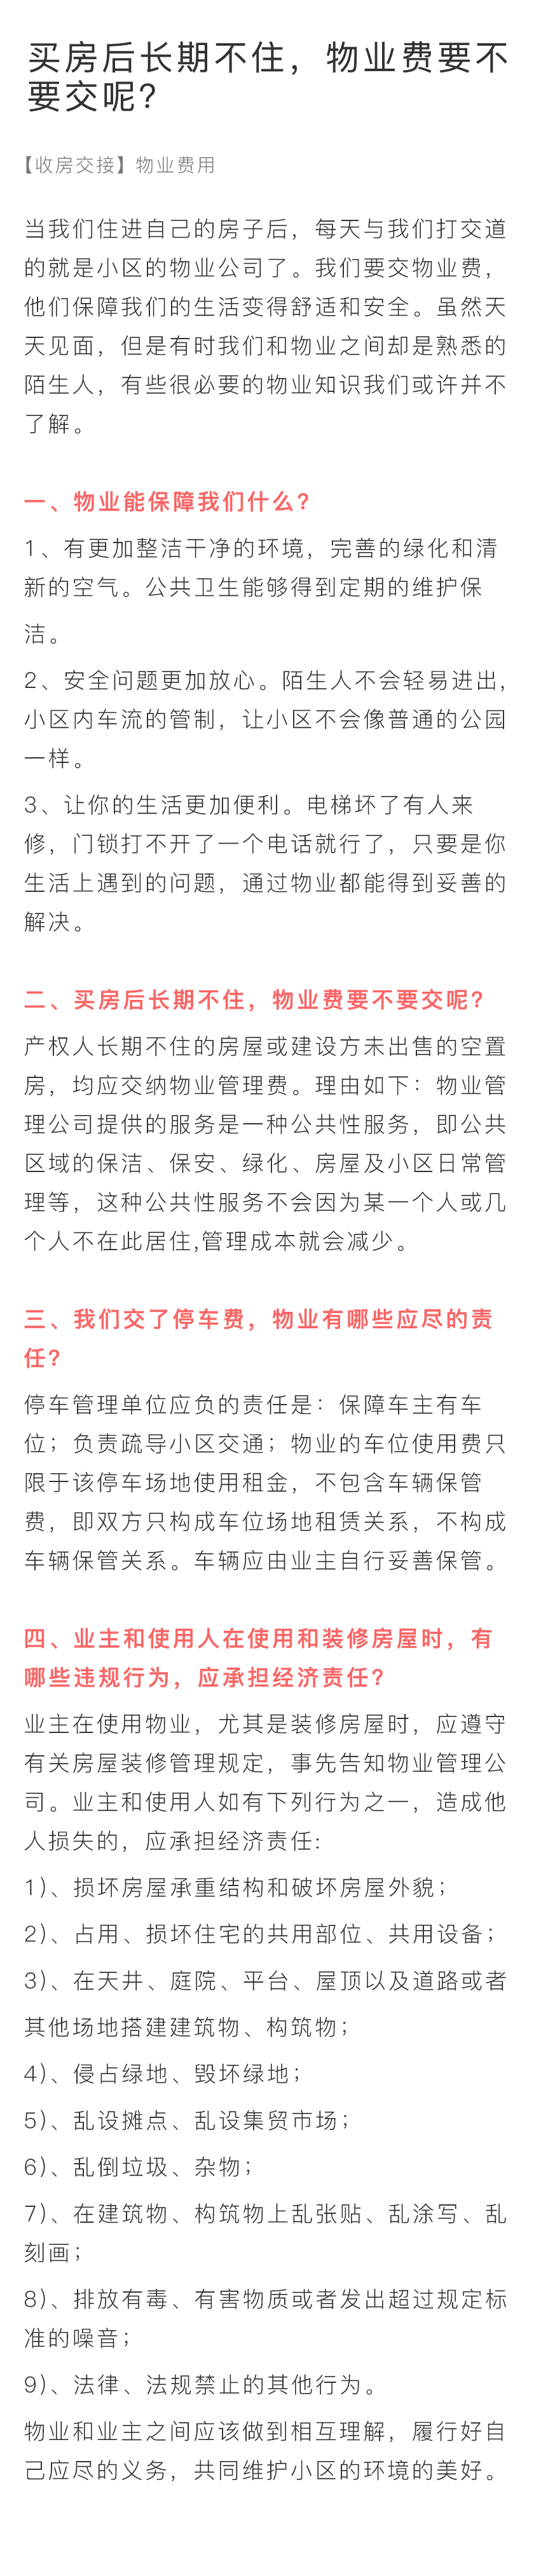 买房后长期不住，物业费要不
要交呢？
【收房交接】物业费用
当我们住进自己的房子后，每天与我们打交道
的就是小区的物业公司了。我们要交物业费，
他们保障我们的生活变得舒适和安全。虽然天
天见面，但是有时我们和物业之间却是熟悉的
陌生人，有些很必要的物业知识我们或许并不
了解。
一、物业能保障我们什么？
1、有更加整洁干净的环境，完善的绿化和清
新的空气。公共卫生能够得到定期的维护保
洁。
2、安全问题更加放心。陌生人不会轻易进出,
小区内车流的管制，让小区不会像普通的公园
一样。
3、让你的生活更加便利。电梯坏了有人来
修，门锁打不开了一个电话就行了，只要是你
生活上遇到的问题，通过物业都能得到妥善的
解决。
二、买房后长期不住，物业费要不要交呢？
产权人长期不住的房屋或建设方未出售的空置
房，均应交纳物业管理费。理由如下：物业管
理公司提供的服务是一种公共性服务，即公共
区域的保洁、保安、绿化、房屋及小区日常管
理等，这种公共性服务不会因为某一个人或几
个人不在此居住,管理成本就会减少。
三、我们交了停车费，物业有哪些应尽的责
任？
停车管理单位应负的责任是：保障车主有车
位；负责疏导小区交通；物业的车位使用费只
限于该停车场地使用租金，不包含车辆保管
费，即双方只构成车位场地租赁关系，不构成
车辆保管关系。车辆应由业主自行妥善保管。
四、业主和使用人在使用和装修房屋时，有
哪些违规行为，应承担经济责任？
业主在使用物业，尤其是装修房屋时，应遵守
有关房屋装修管理规定，事先告知物业管理公
司。业主和使用人如有下列行为之一，造成他
人损失的，应承担经济责任:
1)、损坏房屋承重结构和破坏房屋外貌；
2)、占用、损坏住宅的共用部位、共用设备；
3)、在天井、庭院、平台、屋顶以及道路或者
其他场地搭建建筑物、构筑物；
4)、侵占绿地、毁坏绿地；
5)、乱设摊点、乱设集贸市场；
6)、乱倒垃圾、杂物；
7)、在建筑物、构筑物上乱张贴、乱涂写、乱
刻画；
8)、排放有毒、有害物质或者发出超过规定标
准的噪音；
9)、法律、法规禁止的其他行为。
物业和业主之间应该做到相互理解，履行好自
己应尽的义务，共同维护小区的环境的美好。